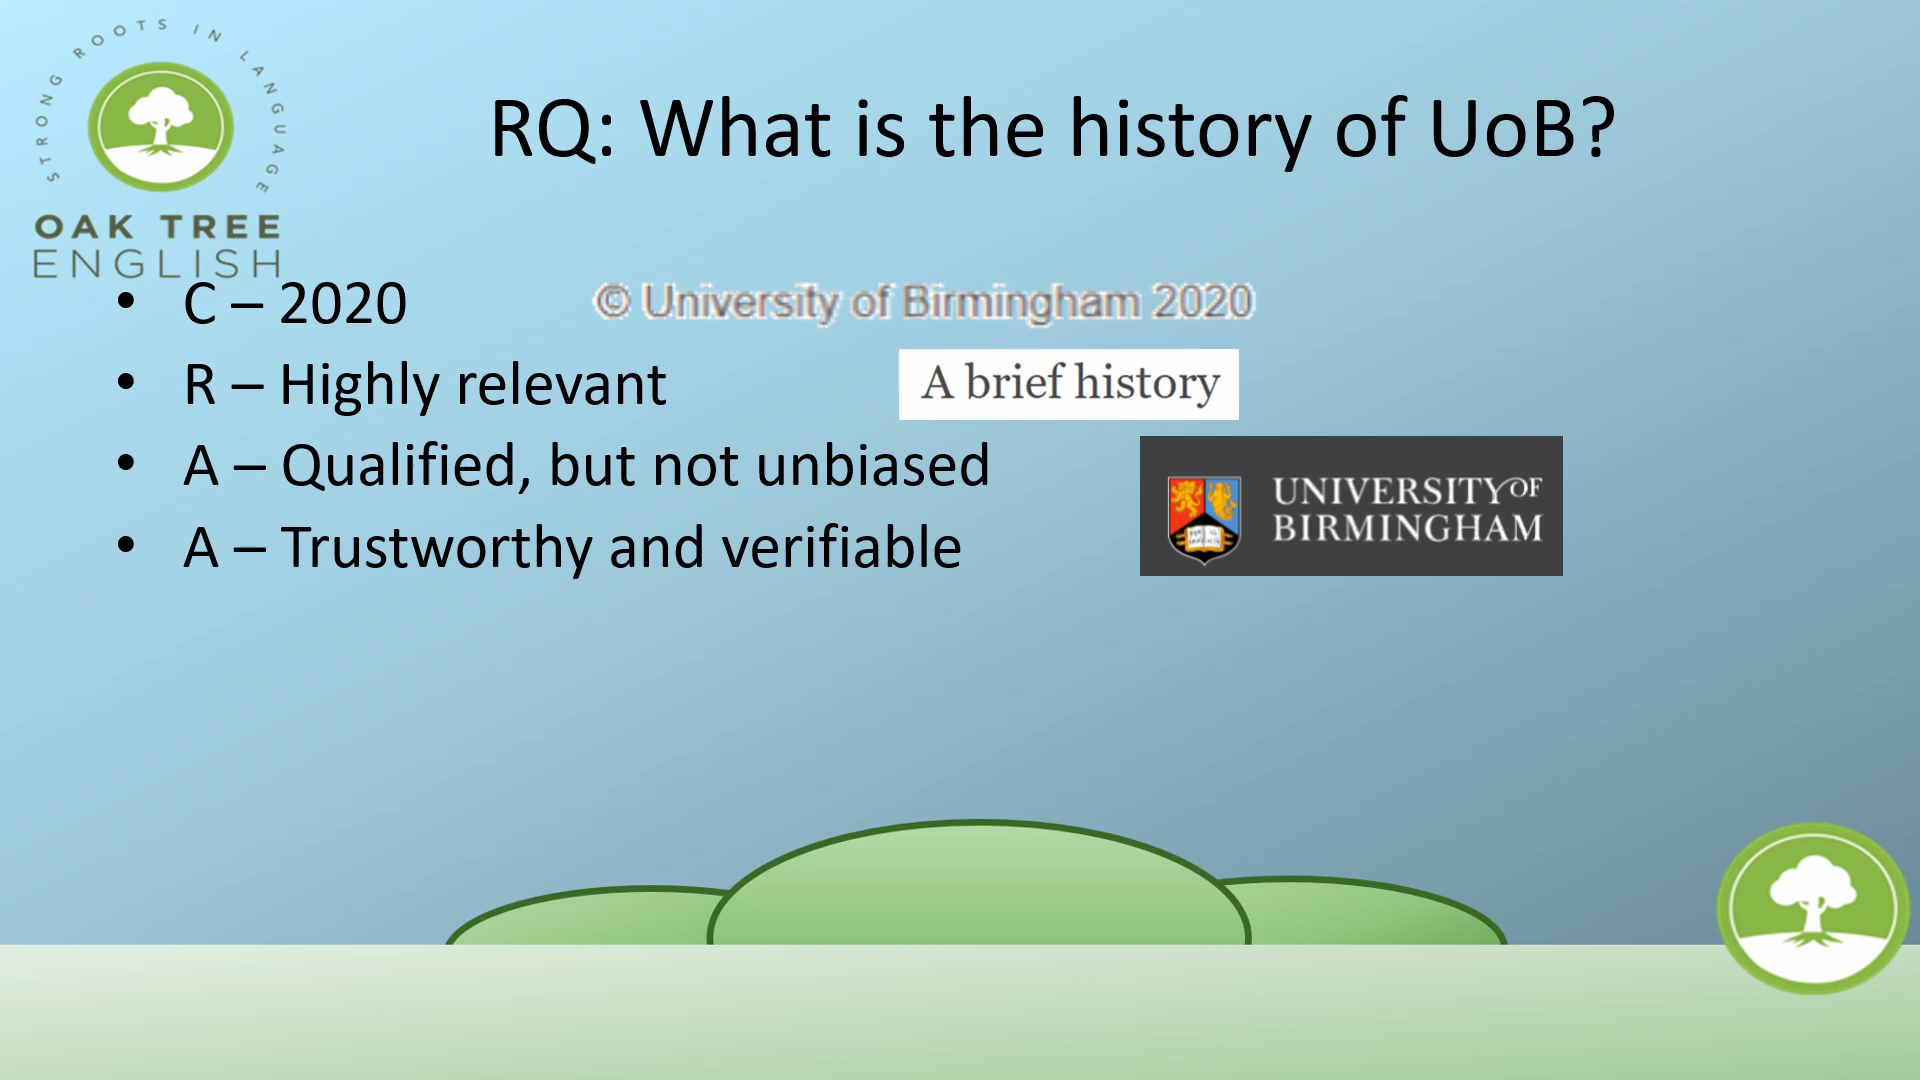 STRONG ROOTS IN LANGUAGE
OAK TREE
ENGLISH
RQ: What is the history of UoB?
• C – 2020
© University of Birmingham 2020
• R – Highly relevant
A brief history
• A – Qualified, but not unbiased
• A – Trustworthy and verifiable
UNIVERSITY OF
BIRMINGHAM